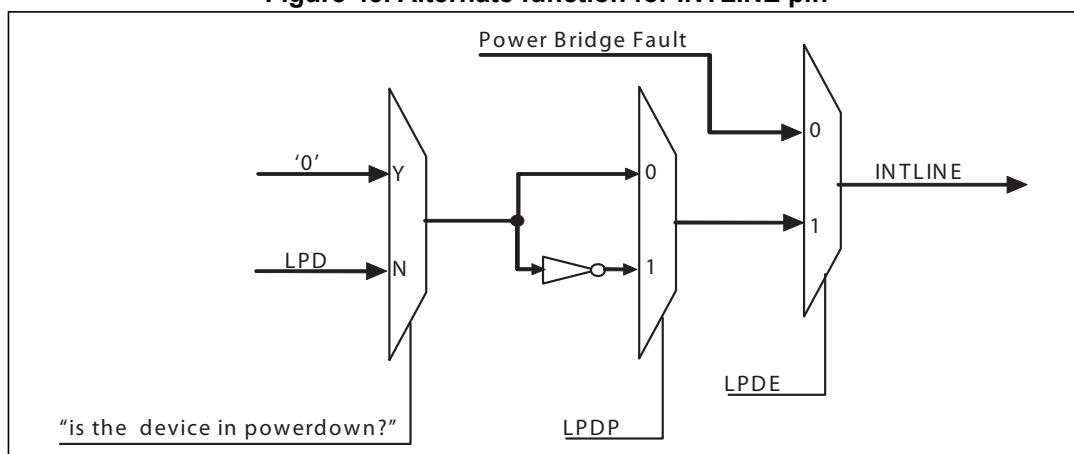 Power Bridge Fault
'0'
Y
0
0
INTLINE
1
LPD
N
1
LPDE
"is the device in powerdown?"
LPDP